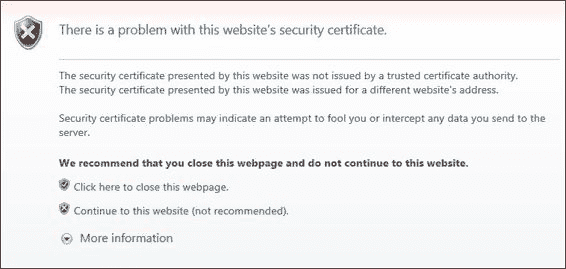 There is a problem with this website's security certificate.
The security certificate presented by this website was not issued by a trusted certificate authority.
The security certificate presented by this website was issued for a different website's address.
Security certificate problems may indicate an attempt to fool you or intercept any data you send to the
server.
We recommend that you close this webpage and do not continue to this website.
Click here to close this webpage.
Continue to this website (not recommended).
More information